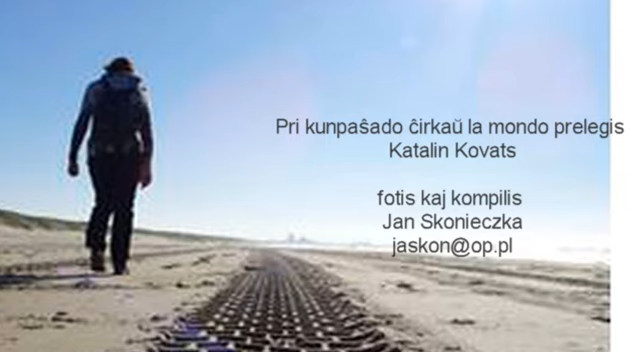 Pri kunpaŝado ĉirkaŭ la mondo prelegis
Katalin Kovats
fotis kaj kompilis
Jan Skonieczka
jaskon@op.pl